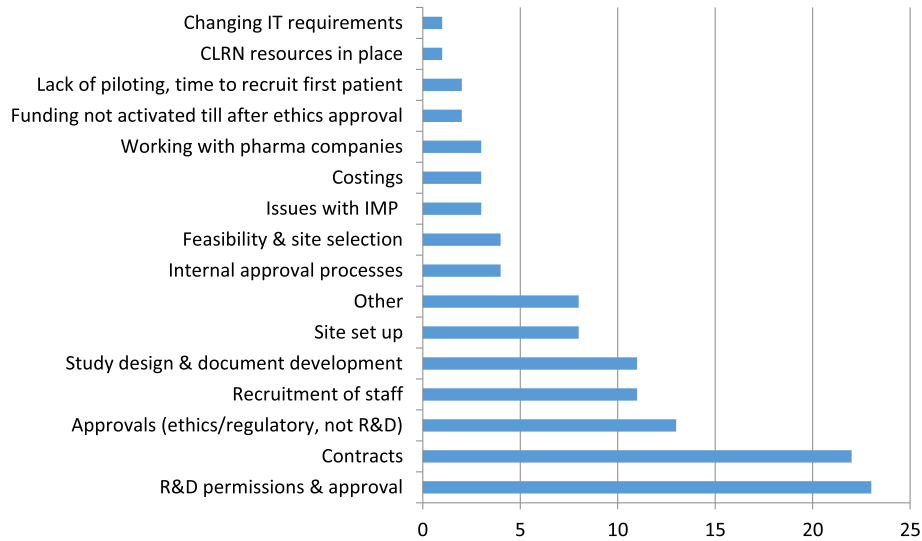 Changing IT requirements
CLRN resources in place
Lack of piloting, time to recruit first patient
Funding not activated till after ethics approval
Working with pharma companies
Costings
Issues with IMP
Feasibility & site selection
Internal approval processes
Other
Site set up
Study design & document development
Recruitment of staff
Approvals (ethics/regulatory, not R&D)
Contracts
R&D permissions & approval
0 5 10 15 20 25